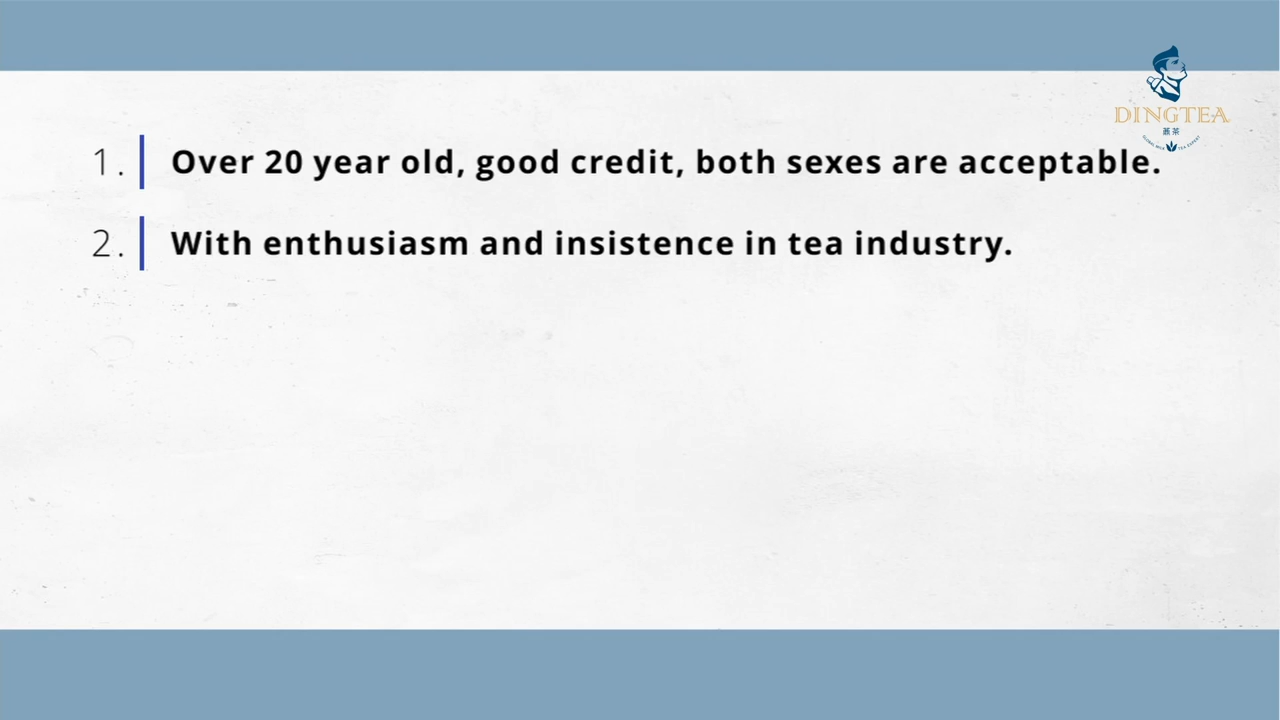 DINGTEA
1. Over 20 year old, good credit, both sexes are acceptable.
2. With enthusiasm and insistence in tea industry.